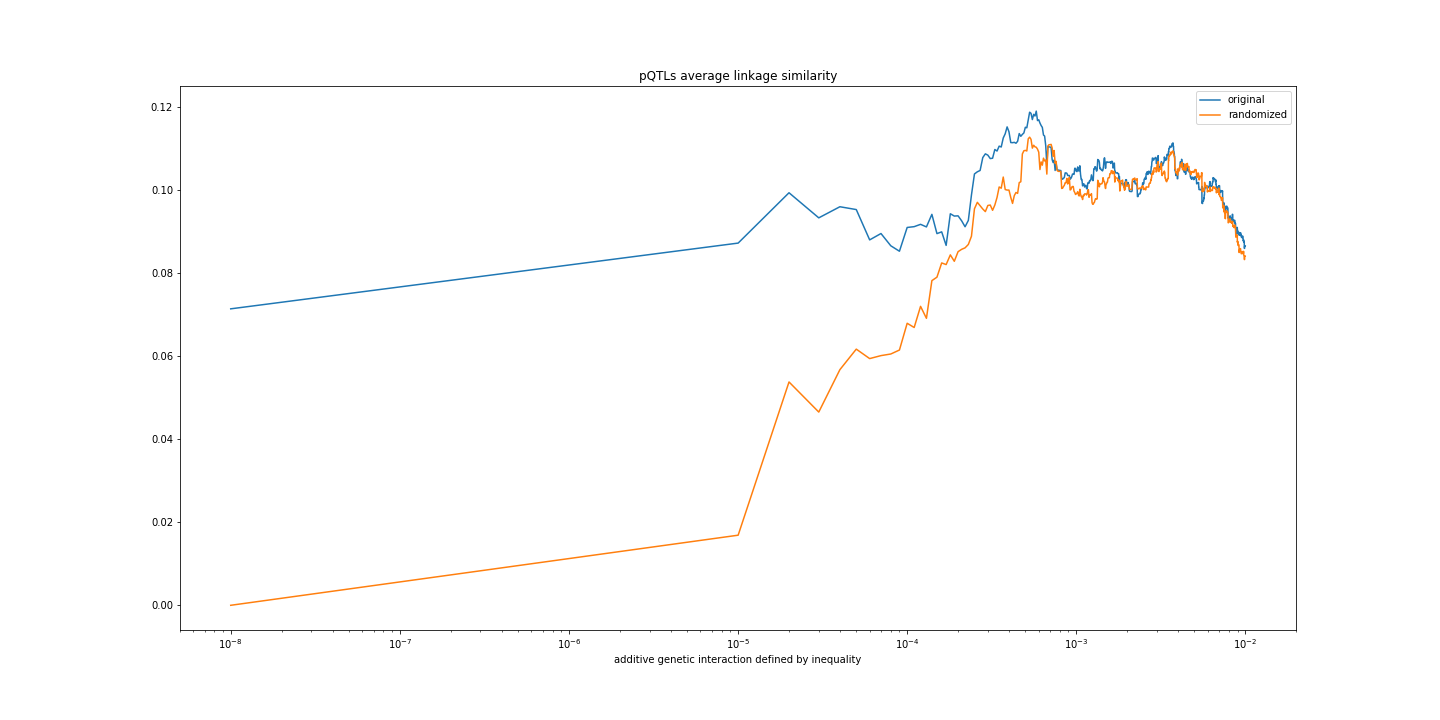 pQTLs average linkage similarity
original
randomized
0.12
0.10
0.08
0.06
0.04
0.02
0.00
10⁻⁸ 10⁻⁷ 10⁻⁶ 10⁻⁵ 10⁻⁴ 10⁻³ 10⁻²
additive genetic interaction defined by inequality